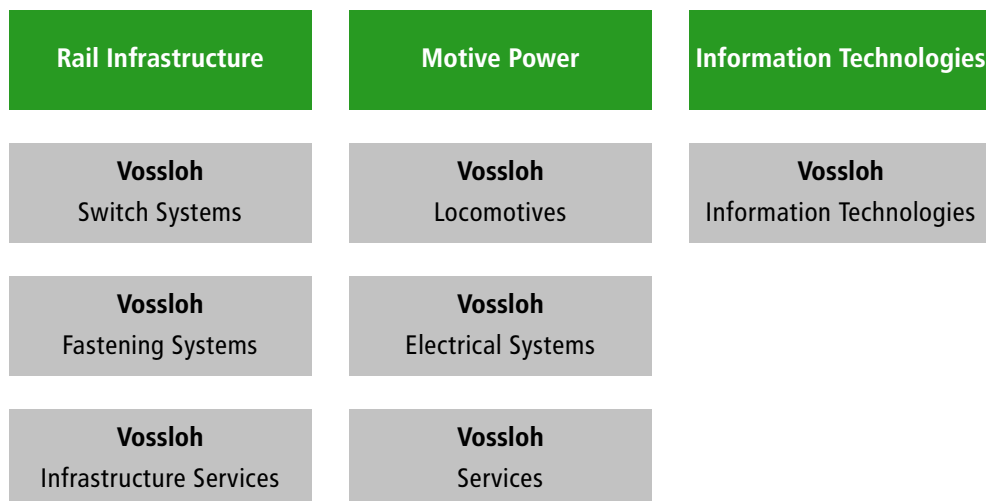 Rail Infrastructure
Motive Power
Information Technologies
Vossloh
Switch Systems
Vossloh
Locomotives
Vossloh
Information Technologies
Vossloh
Fastening Systems
Vossloh
Electrical Systems
Vossloh
Infrastructure Services
Vossloh
Services